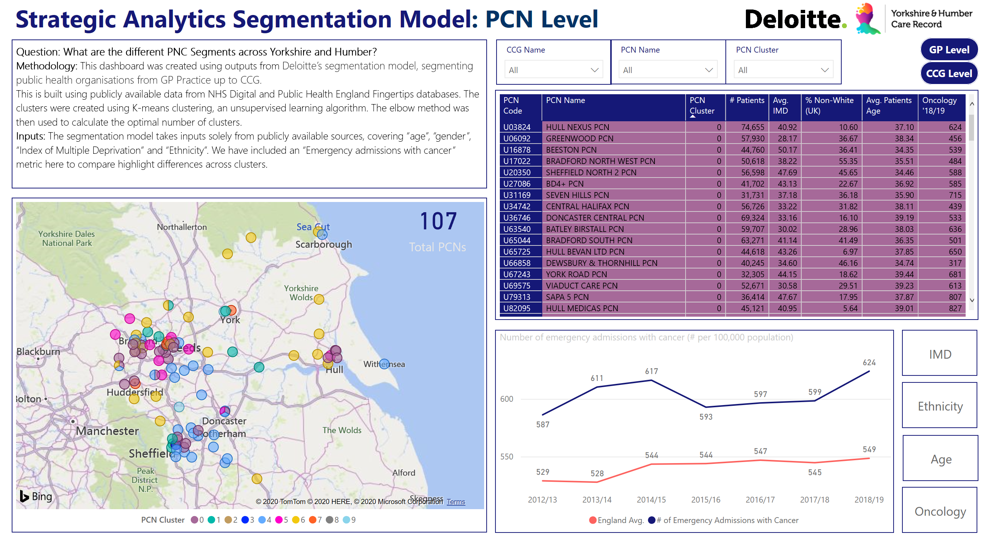 Strategic Analytics Segmentation Model: PCN Level
Deloitte.
Yorkshire & Humber
Care Record
Question: What are the different PNC Segments across Yorkshire and Humber?
Methodology: This dashboard was created using outputs from Deloitte's segmentation model, segmenting
public health organisations from GP Practice up to CCG.
This is built using publicly available data from NHS Digital and Public Health England Fingertips databases. The
clusters were created using K-means clustering, an unsupervised learning algorithm. The elbow method was
then used to calculate the optimal number of clusters.
Inputs: The segmentation model takes inputs solely from publicly available sources, covering "age", "gender",
"Index of Multiple Deprivation" and "Ethnicity". We have included an "Emergency admissions with cancer"
metric here to compare highlight differences across clusters.
CCG Name PCN Name PCN Cluster
All All All
GP Level
CCG Level
PCN Code PCN Name PCN Cluster # Patients Avg. IMD % Non-White (UK) Avg. Patients Age Oncology '18/19
U03824 HULL NEXUS PCN 0 74,655 40.92 10.60 37.10 624
U06092 GREENWOOD PCN 0 57,930 28.17 36.67 38.34 456
U16878 BEESTON PCN 0 44,760 50.17 36.41 34.35 539
U17022 BRADFORD NORTH WEST PCN 0 50,618 38.22 55.35 35.51 484
U20350 SHEFFIELD NORTH 2 PCN 0 56,598 47.69 45.65 34.46 588
U27086 BD4+ PCN 0 41,702 43.13 22.67 36.92 585
U31169 SEVEN HILLS PCN 0 31,731 37.18 36.18 35.90 715
U34742 CENTRAL HALIFAX PCN 0 56,726 33.22 31.82 38.11 439
U36746 DONCASTER CENTRAL PCN 0 69,324 33.16 16.10 39.19 533
U63540 BATLEY BIRSTALL PCN 0 59,707 30.02 28.96 38.03 636
U65044 BRADFORD SOUTH PCN 0 63,271 41.14 41.49 36.35 501
U65725 HULL BEVAN LTD PCN 0 44,618 43.26 6.97 37.85 650
U66858 DEWSBURY & THORNHILL PCN 0 40,245 34.60 46.16 34.74 317
U67243 YORK ROAD PCN 0 32,305 44.15 18.62 39.44 681
U69575 VIADUCT CARE PCN 0 52,671 30.58 29.51 39.23 613
U79313 SAPA 5 PCN 0 36,414 47.67 17.95 37.87 807
U82095 HULL MEDICAS PCN 0 45,121 40.95 5.64 39.01 827
107
Total PCNs
Northallerton
Yorkshire Dales
National Park
Sea Cut
Scarborough
Yorkshire
Wolds
York
Blackburn
Hull
Withernsea
Huddersfield
Bolton
Doncaster
Manchester
Rotherham
The Wolds
Sheffield
Peak
District
N.P.
Alford
Skegness
Bing
© 2020 TomTom © 2020 HERE, © 2020 Microsoft Corporation Terms
PCN Cluster 0 1 2 3 4 5 6 7 8 9
Number of emergency admissions with cancer (# per 100,000 population)
624
617
611
600
597
599
593
587
550
549
544
544
547
545
529
528
2012/13 2013/14 2014/15 2015/16 2016/17 2017/18 2018/19
England Avg. # of Emergency Admissions with Cancer
IMD
Ethnicity
Age
Oncology